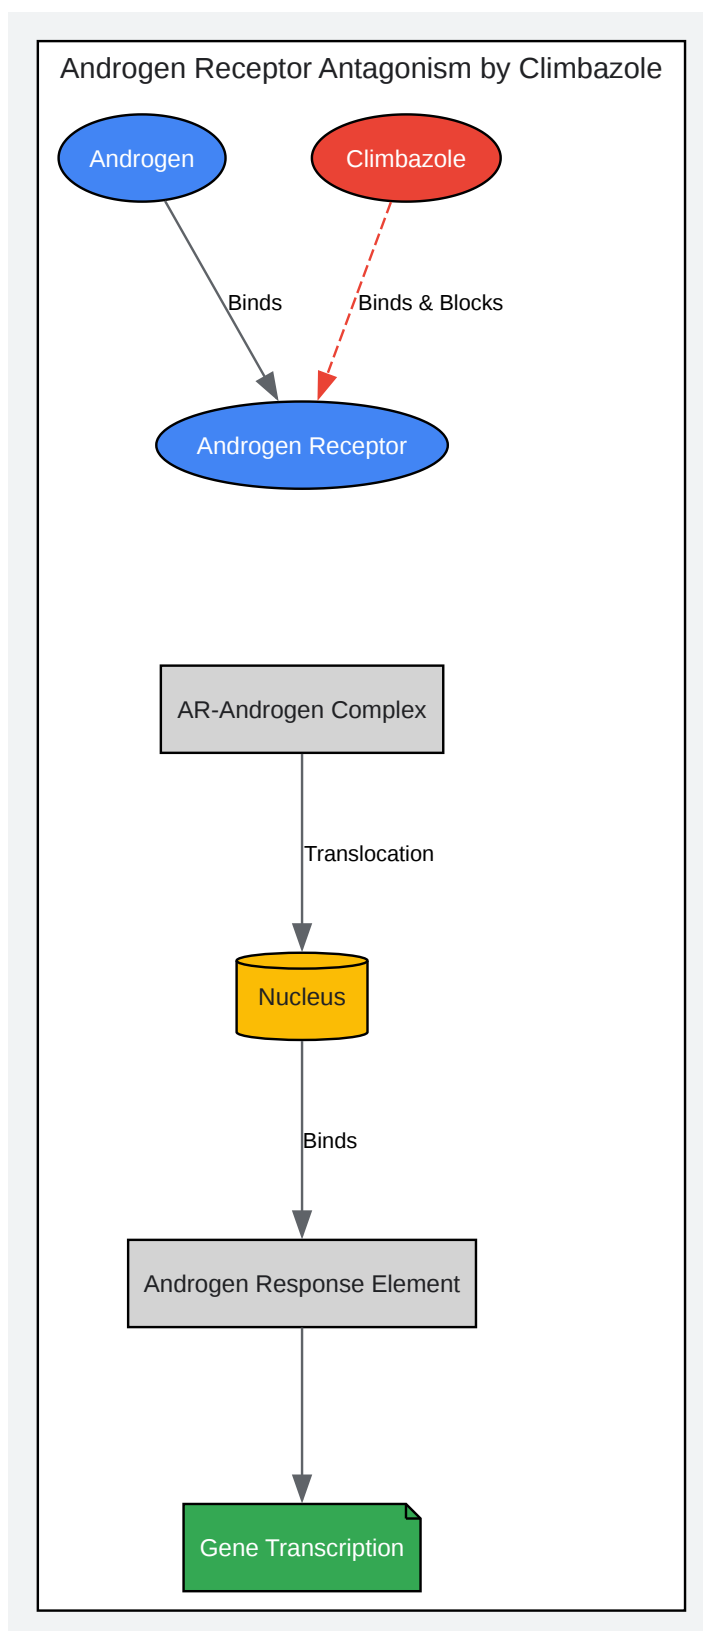 Androgen Receptor Antagonism by Climbazole
Androgen
Climbazole
Binds
Binds & Blocks
Androgen Receptor
AR-Androgen Complex
Translocation
Nucleus
Binds
Androgen Response Element
Gene Transcription